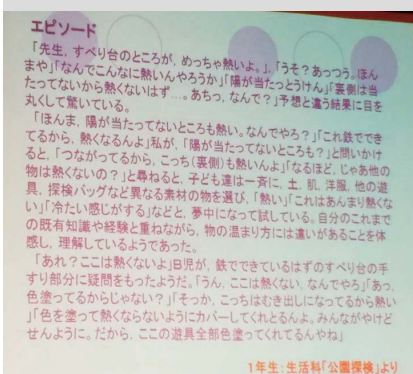 エピソード
「先生，すべり台のところが，めっちゃ熱いよ。」，「うそ？あっつう。ほん
まや」「なんでこんなに熱いんやろうか」「陽が当たっとうけん」「裏側は当
たってないから熱くないはず…。あちっ，なんで？」予想と違う結果に目を
丸くして驚いている。
「ほんま，陽が当たってないところも熱い。なんでやろ？」「これ鉄ででき
てるから，熱くなるんよ」私が，「陽が当たってないところも？」と問いかけ
ると，「つながってるから，こっち（裏側）も熱いんよ」「なるほど，じゃあ他の
物は熱くないの？」と尋ねると，子ども達は一斉に，土，肌，洋服，他の遊
具，探検バッグなど異なる素材の物を選び，「熱い」「これはあんまり熱くな
い」「冷たい感じがする」などと，夢中になって試している。自分のこれまで
の既有知識や経験と重ねながら，物の温まり方には違いがあることを体
感し，理解しているようであった。
「あれ？ここは熱くないよ」B児が，鉄でできているはずのすべり台の手
すり部分に疑問をもったようだ。「うん，ここは熱くない，なんでやろ」「あっ，
色塗ってるからじゃない？」「そっか，こっちはむき出しになってるから熱い
「色を塗って熱くならないようにカバーしてくれとるんよ。みんながやけど
せんように。だから，ここの遊具全部色塗ってくれてるんやね」
1年生：生活科「公園探検」より